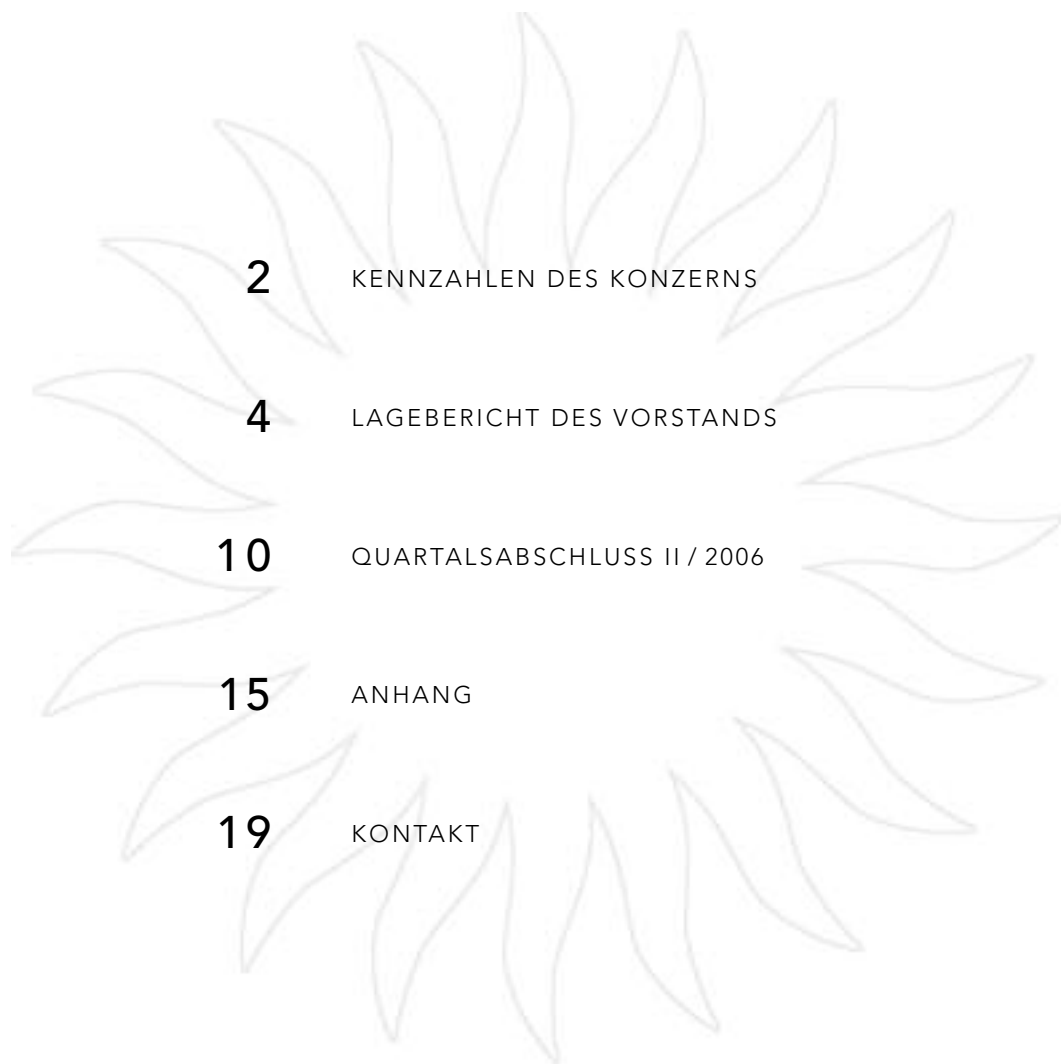 2 KENNZAHLEN DES KONZERNS
4 LAGEBERICHT DES VORSTANDS
10 QUARTALSABSCHLUSS II / 2006
15 ANHANG
19 KONTAKT